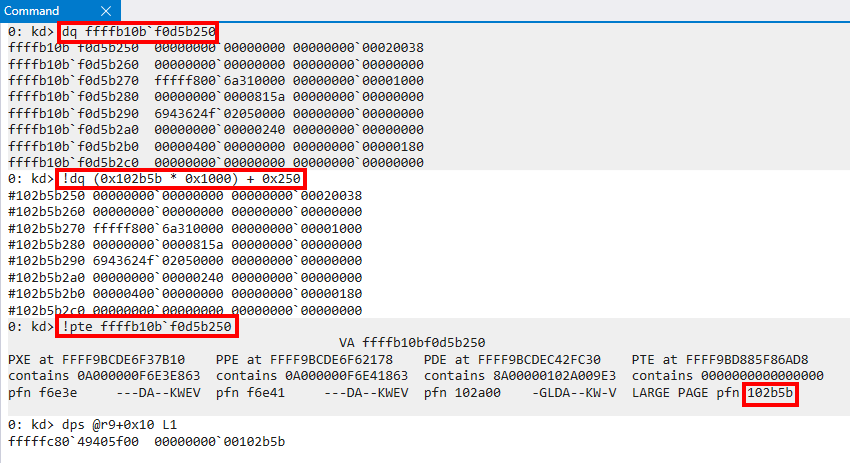 Command
0: kd> dq ffffb10b`f0d5b250
ffffb10b`f0d5b250  00000000`00000000 00000000`00020038
ffffb10b`f0d5b260  00000000`00000000 00000000`00000000
ffffb10b`f0d5b270  fffff800`6a310000 00000000`00001000
ffffb10b`f0d5b280  00000000`0000815a 00000000`00000000
ffffb10b`f0d5b290  6943624f`02050000 00000000`00000000
ffffb10b`f0d5b2a0  00000000`00000240 00000000`00000000
ffffb10b`f0d5b2b0  00000400`00000000 00000000`00000180
ffffb10b`f0d5b2c0  00000000`00000000 00000000`00000000
0: kd> !dq (0x102b5b * 0x1000) + 0x250
#102b5b250 00000000`00000000 00000000`00020038
#102b5b260 00000000`00000000 00000000`00000000
#102b5b270 fffff800`6a310000 00000000`00001000
#102b5b280 00000000`0000815a 00000000`00000000
#102b5b290 6943624f`02050000 00000000`00000000
#102b5b2a0 00000000`00000240 00000000`00000000
#102b5b2b0 00000400`00000000 00000000`00000180
#102b5b2c0 00000000`00000000 00000000`00000000
0: kd> !pte ffffb10b`f0d5b250
VA ffffb10bf0d5b250
PXE at FFFF9BCDE6F37B10    PPE at FFFF9BCDE6F62178    PDE at FFFF9BCDEC42FC30    PTE at FFFF9BD885F86AD8
contains 0A0000000F6E3E863  contains 0A0000000F6E41863  contains 8A00000102A009E3  contains 0000000000000000
pfn f6e3e     ---DA--KWEV  pfn f6e41     ---DA--KWEV  pfn 102a00    -GLDA--KW-V  LARGE PAGE pfn 102b5b
0: kd> dps @r9+0x10 L1
fffffc80`49405f00  00000000`00102b5b